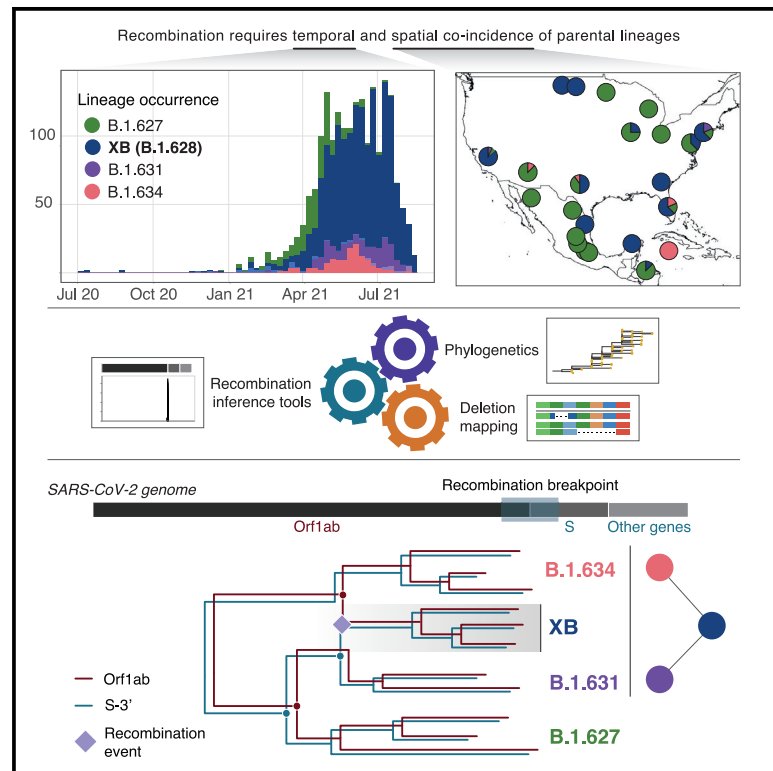 Recombination requires temporal and spatial co-incidence of parental lineages
Lineage occurrence
B.1.627
XB (B.1.628)
B.1.631
B.1.634
100
50
Jul 20
Oct 20
Jan 21
Apr 21
Jul 21
Recombination
inference tools
Phylogenetics
Deletion
mapping
SARS-CoV-2 genome
Recombination breakpoint
Orf1ab
S
Other genes
B.1.634
XB
B.1.631
B.1.627
Orf1ab
S-3'
Recombination
event